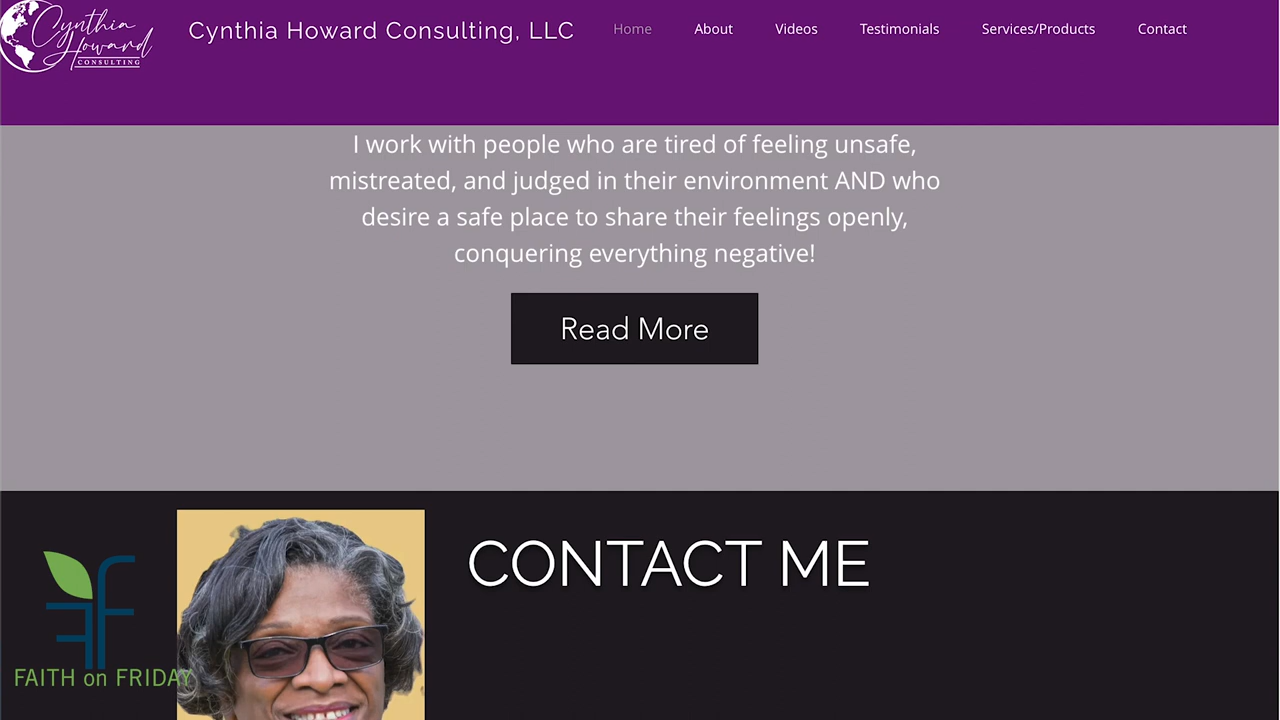 Cynthia
Howard
CONSULTING
Cynthia Howard Consulting, LLC
Home
About
Videos
Testimonials
Services/Products
Contact
I work with people who are tired of feeling unsafe,
mistreated, and judged in their environment AND who
desire a safe place to share their feelings openly,
conquering everything negative!
Read More
CONTACT ME
FAITH on FRIDAY